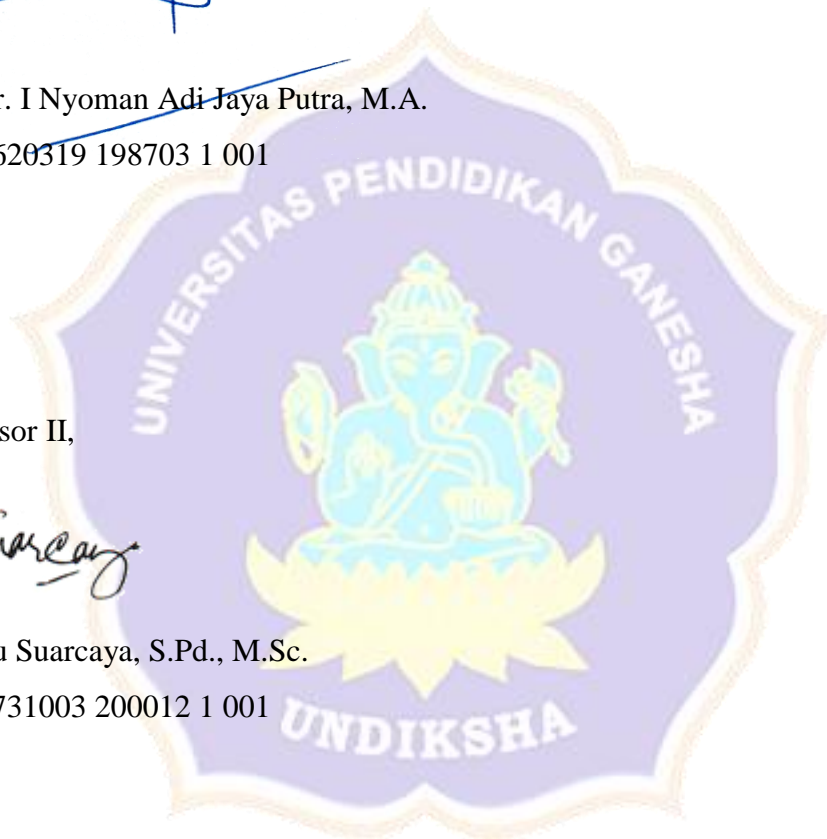 r. I Nyoman Adi Jaya Putra, M.A.
620319 198703 1 001
UNIVERSITAS PENDIDIKAN GANESHA
sor II,
u Suarcaya, S.Pd., M.Sc.
731003 200012 1 001
UNDIKSHA